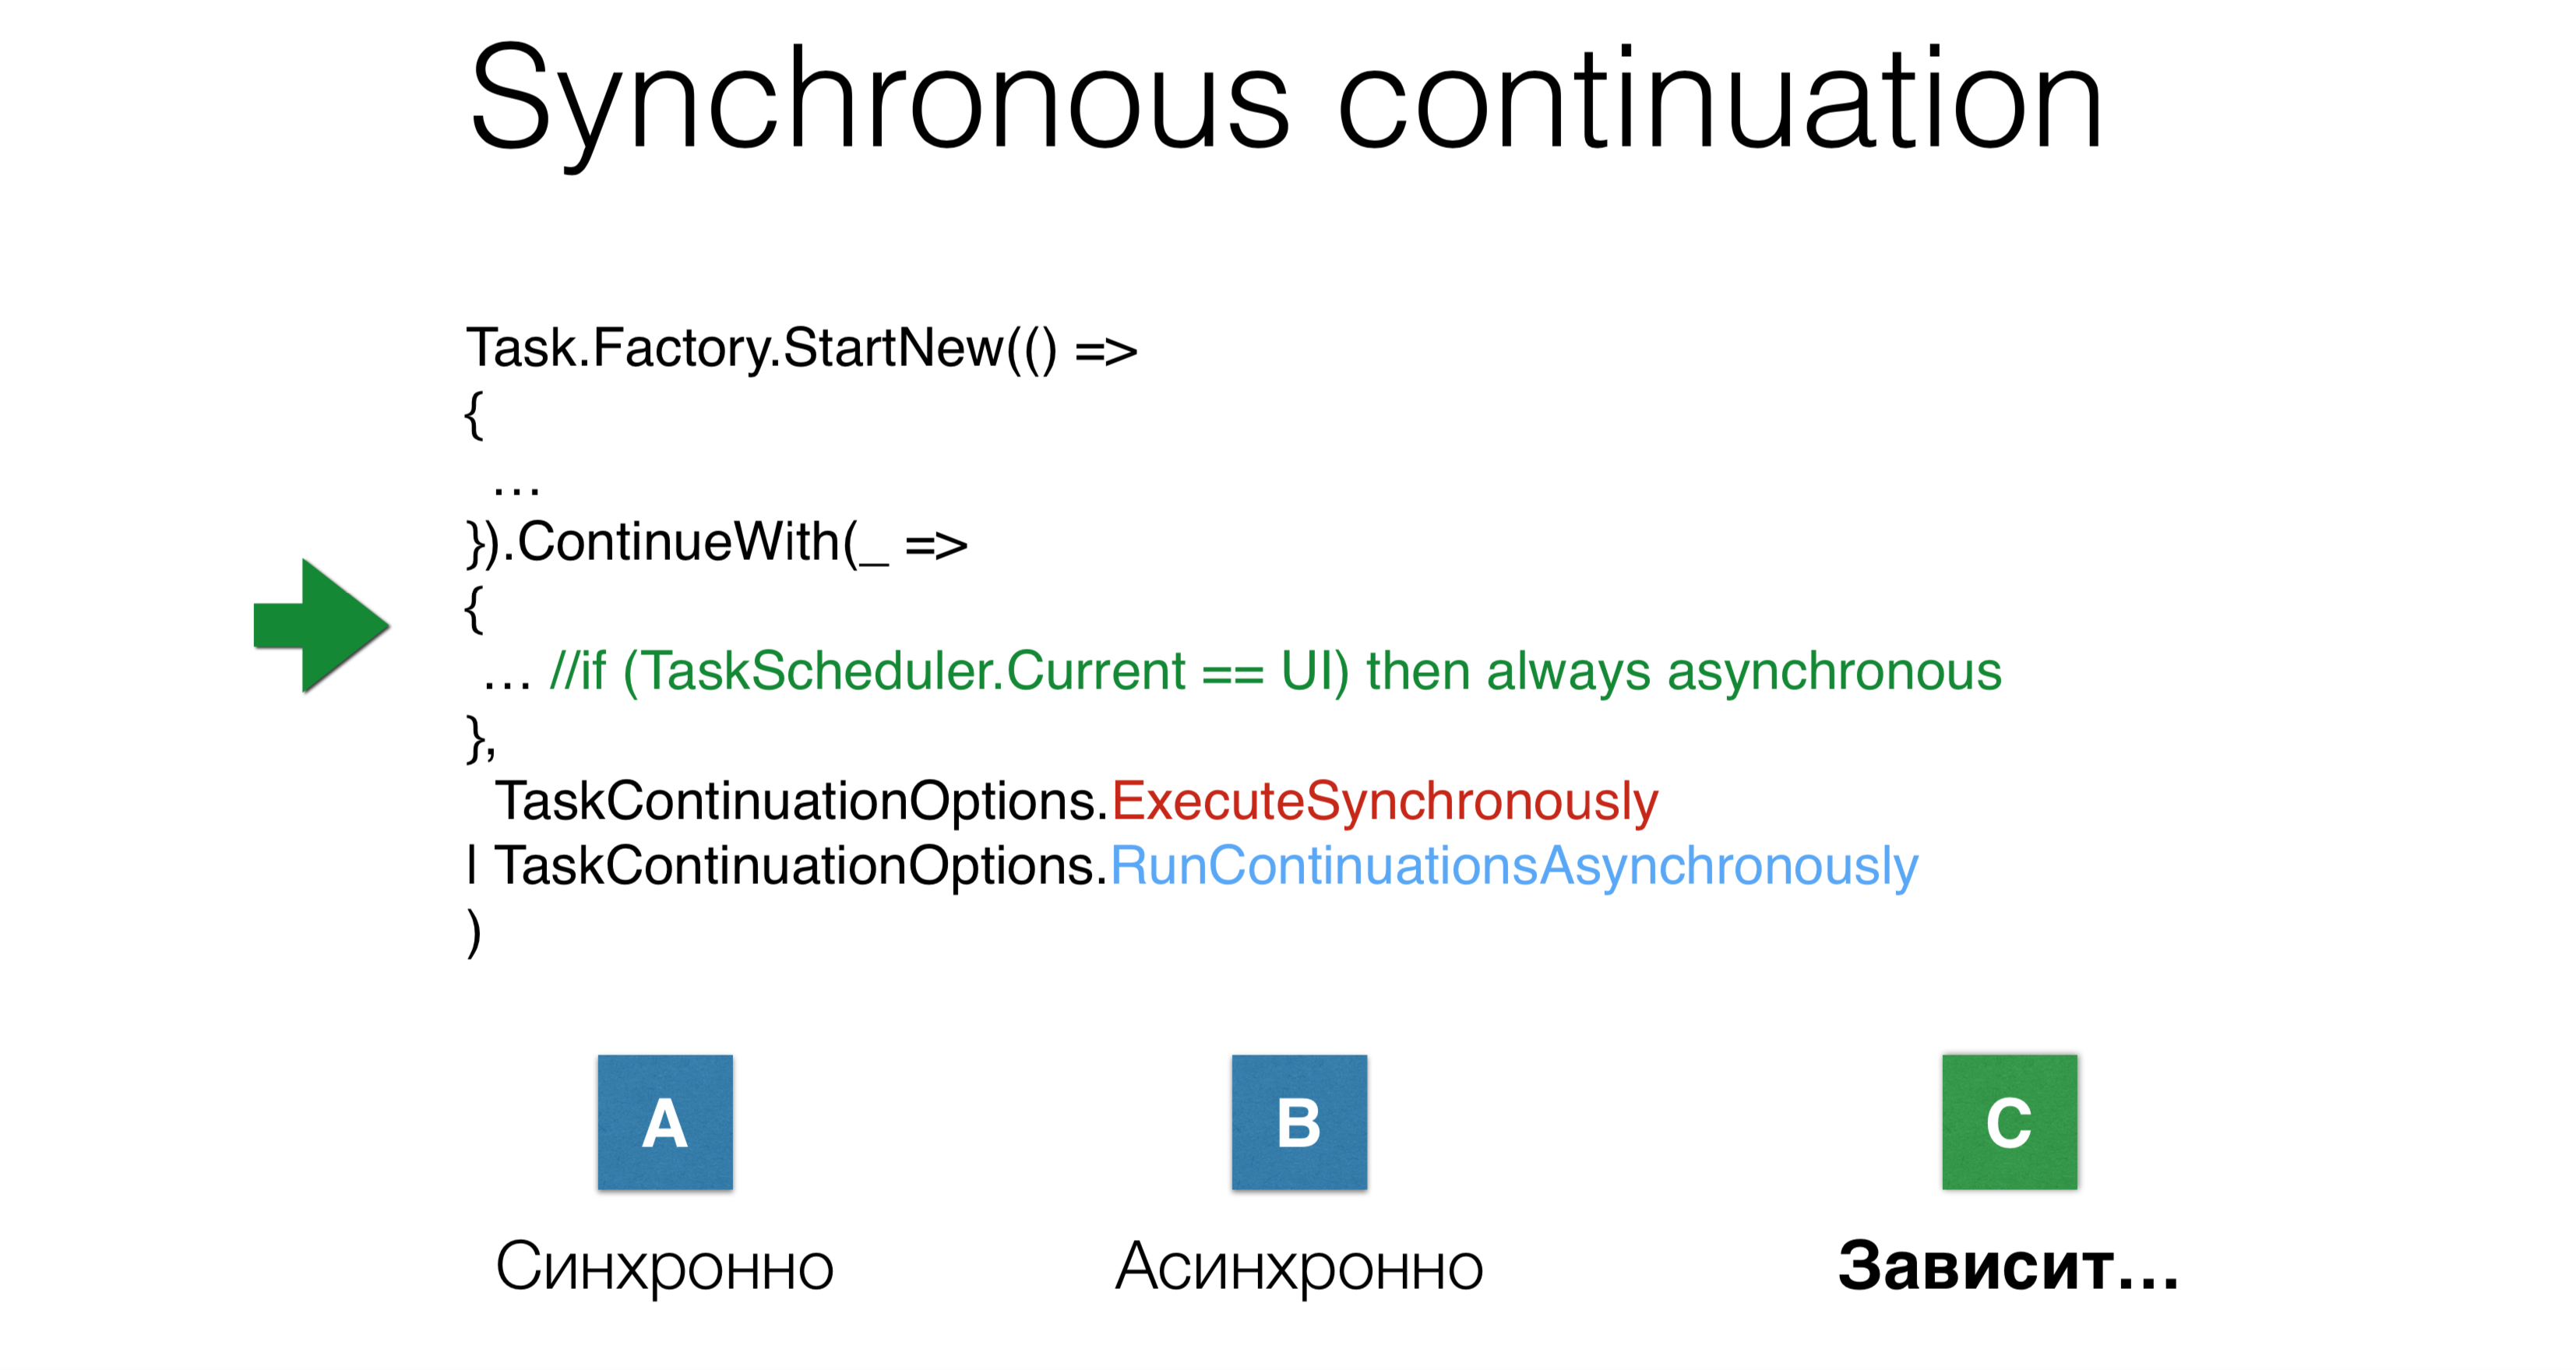 Synchronous continuation
Task.Factory.StartNew(() =>
{
…
}).ContinueWith(_ =>
{
… //if (TaskScheduler.Current == UI) then always asynchronous
},
TaskContinuationOptions.ExecuteSynchronously
| TaskContinuationOptions.RunContinuationsAsynchronously
)
A
B
C
Синхронно
Асинхронно
Зависит…